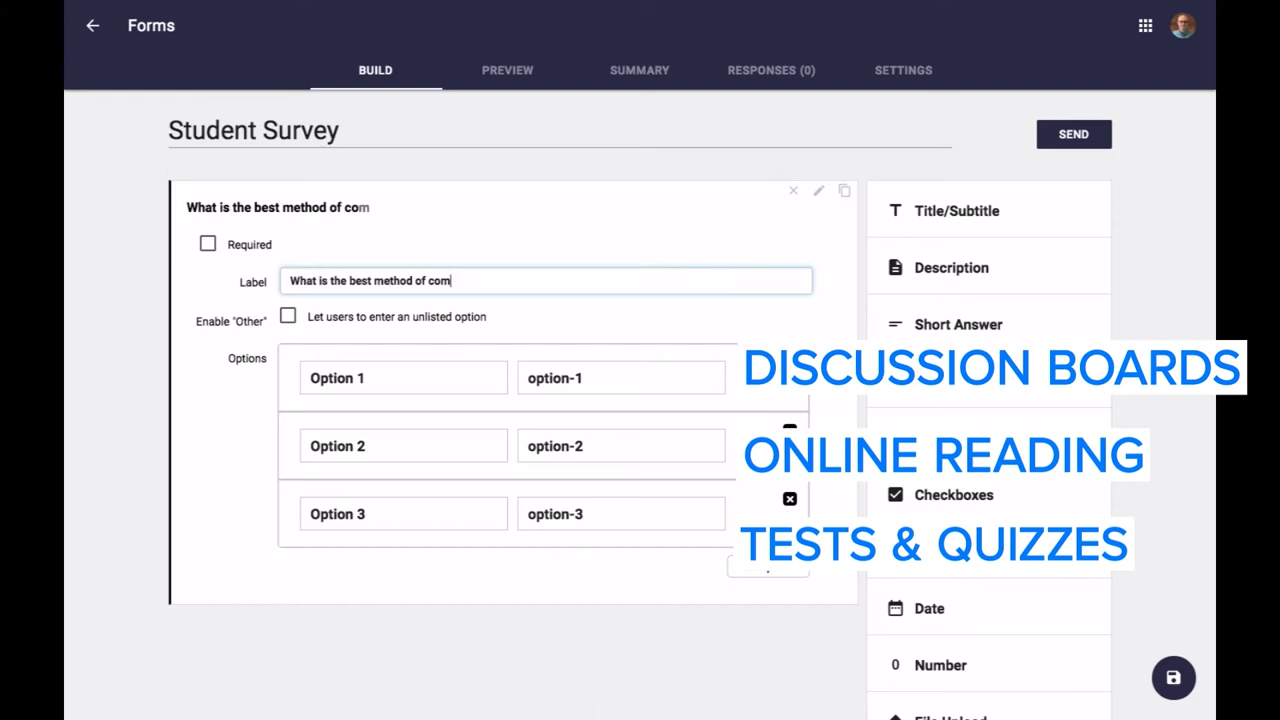 Forms
BUILD PREVIEW SUMMARY RESPONSES (0) SETTINGS
Student Survey
SEND
What is the best method of com
Required
Label What is the best method of com
Enable "Other" Let users to enter an unlisted option
Options
Option 1 option-1
Option 2 option-2
Option 3 option-3
Title/Subtitle
Description
Short Answer
Checkboxes
Date
0 Number
DISCUSSION BOARDS
ONLINE READING
TESTS & QUIZZES